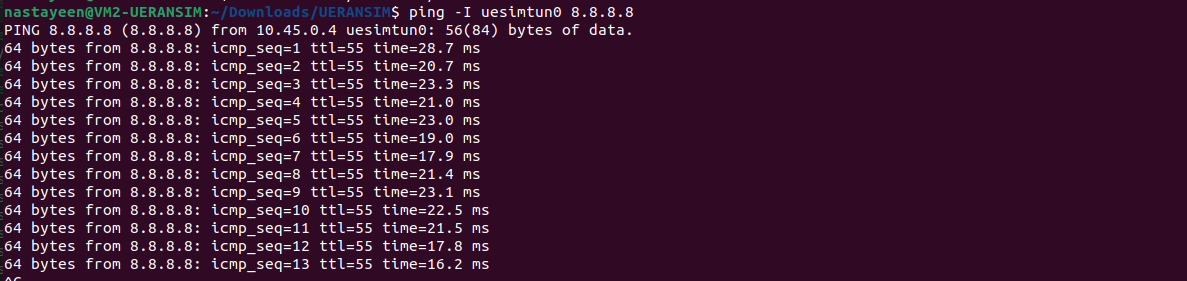 nastayeen@VM2-UERANSIM:~/Downloads/UERANSIM$ ping -I uesimtun0 8.8.8.8
PING 8.8.8.8 (8.8.8.8) from 10.45.0.4 uesimtun0: 56(84) bytes of data.
64 bytes from 8.8.8.8: icmp_seq=1 ttl=55 time=28.7 ms
64 bytes from 8.8.8.8: icmp_seq=2 ttl=55 time=20.7 ms
64 bytes from 8.8.8.8: icmp_seq=3 ttl=55 time=23.3 ms
64 bytes from 8.8.8.8: icmp_seq=4 ttl=55 time=21.0 ms
64 bytes from 8.8.8.8: icmp_seq=5 ttl=55 time=23.0 ms
64 bytes from 8.8.8.8: icmp_seq=6 ttl=55 time=19.0 ms
64 bytes from 8.8.8.8: icmp_seq=7 ttl=55 time=17.9 ms
64 bytes from 8.8.8.8: icmp_seq=8 ttl=55 time=21.4 ms
64 bytes from 8.8.8.8: icmp_seq=9 ttl=55 time=23.1 ms
64 bytes from 8.8.8.8: icmp_seq=10 ttl=55 time=22.5 ms
64 bytes from 8.8.8.8: icmp_seq=11 ttl=55 time=21.5 ms
64 bytes from 8.8.8.8: icmp_seq=12 ttl=55 time=17.8 ms
64 bytes from 8.8.8.8: icmp_seq=13 ttl=55 time=16.2 ms